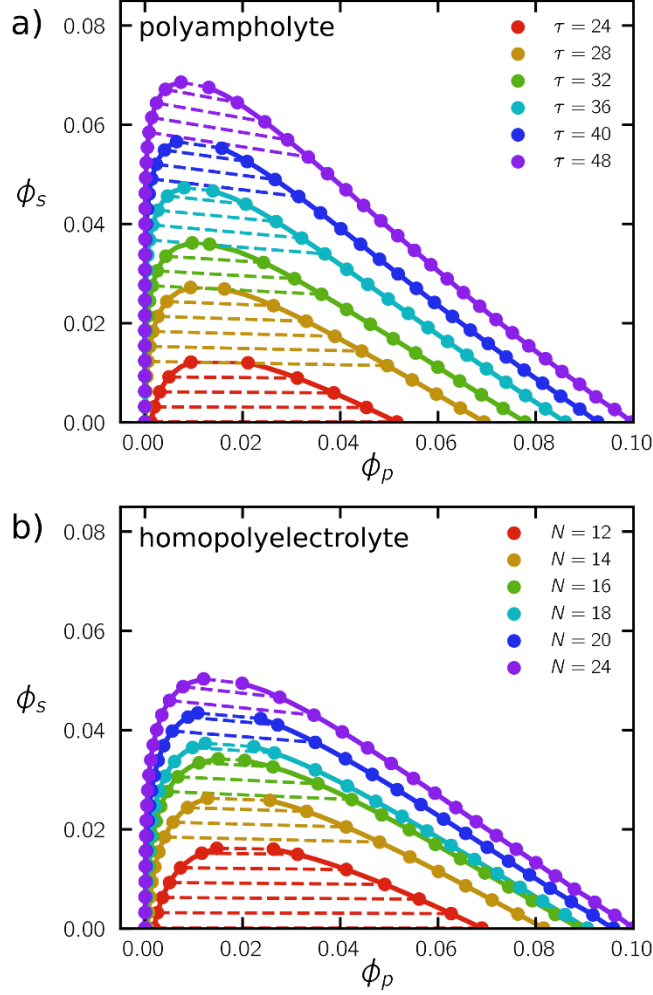 a)
polyampholyte
τ = 24
τ = 28
τ = 32
τ = 36
τ = 40
τ = 48
0.08
0.06
0.04
0.02
0.00
ϕs
0.00 0.02 0.04 0.06 0.08 0.10
ϕp
b)
homopolyelectrolyte
N = 12
N = 14
N = 16
N = 18
N = 20
N = 24
0.08
0.06
0.04
0.02
0.00
ϕs
0.00 0.02 0.04 0.06 0.08 0.10
ϕp